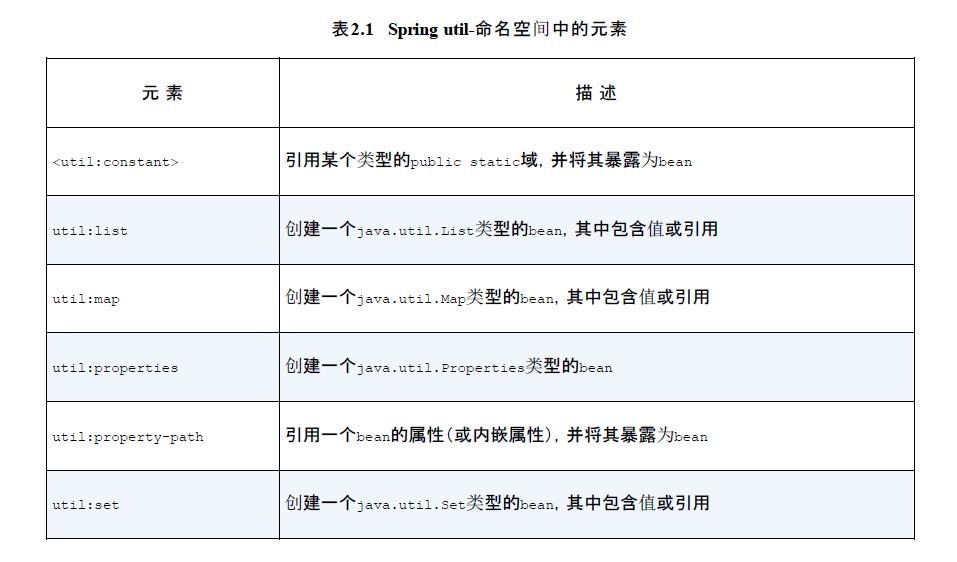 表2.1 Spring util-命名空间中的元素
元 素 描 述
<util:constant> 引用某个类型的public static域，并将其暴露为bean
util:list 创建一个java.util.List类型的bean，其中包含值或引用
util:map 创建一个java.util.Map类型的bean，其中包含值或引用
util:properties 创建一个java.util.Properties类型的bean
util:property-path 引用一个bean的属性（或内嵌属性），并将其暴露为bean
util:set 创建一个java.util.Set类型的bean，其中包含值或引用